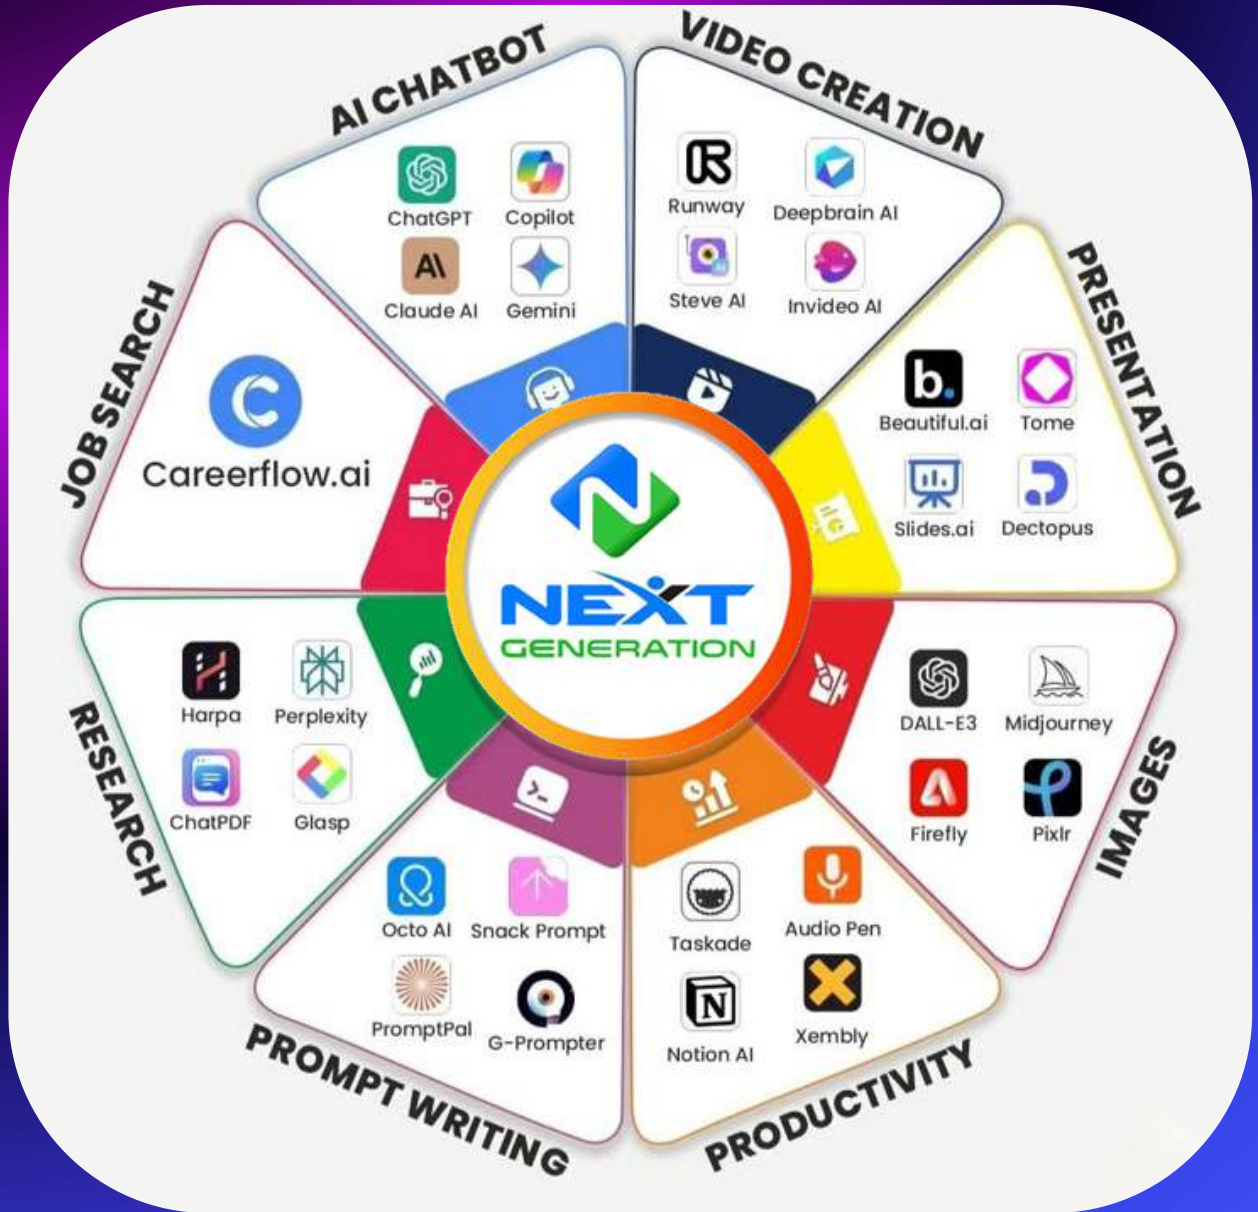 AI CHATBOT
ChatGPT
Copilot
Claude AI
Gemini
VIDEO CREATION
Runway
Deepbrain AI
Steve AI
Invideo AI
PRESENTATION
b.
Beautiful.ai
Tome
Slides.ai
Dectopus
IMAGES
DALL-E3
Midjourney
Firefly
Pixlr
PRODUCTIVITY
Taskade
Audio Pen
Notion AI
Xembly
PROMPT WRITING
Octo AI
Snack Prompt
PromptPal
G-Prompter
RESEARCH
Harpa
Perplexity
ChatPDF
Glasp
JOB SEARCH
Careerflow.ai
NEXT
GENERATION